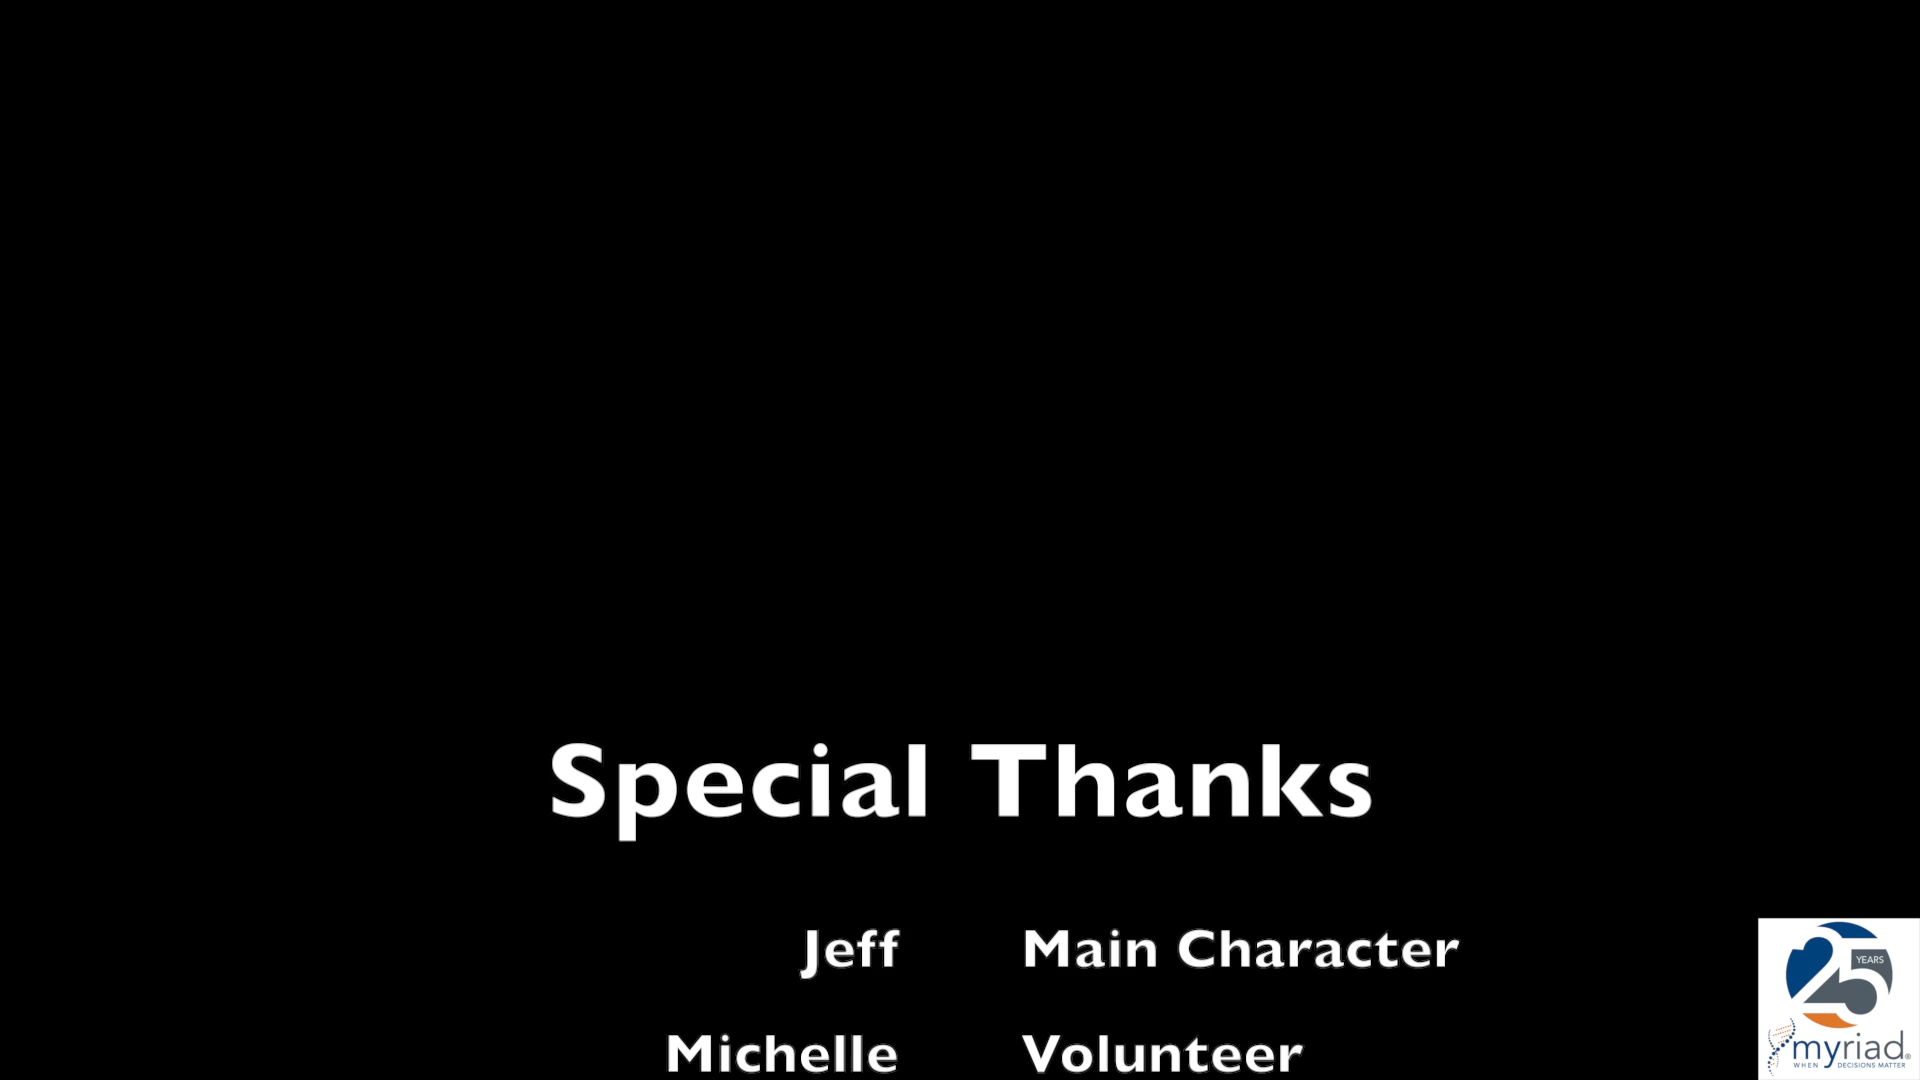 Special Thanks
Jeff Main Character
Michelle Volunteer
25 YEARS
myriad®
WHEN DECISIONS MATTER